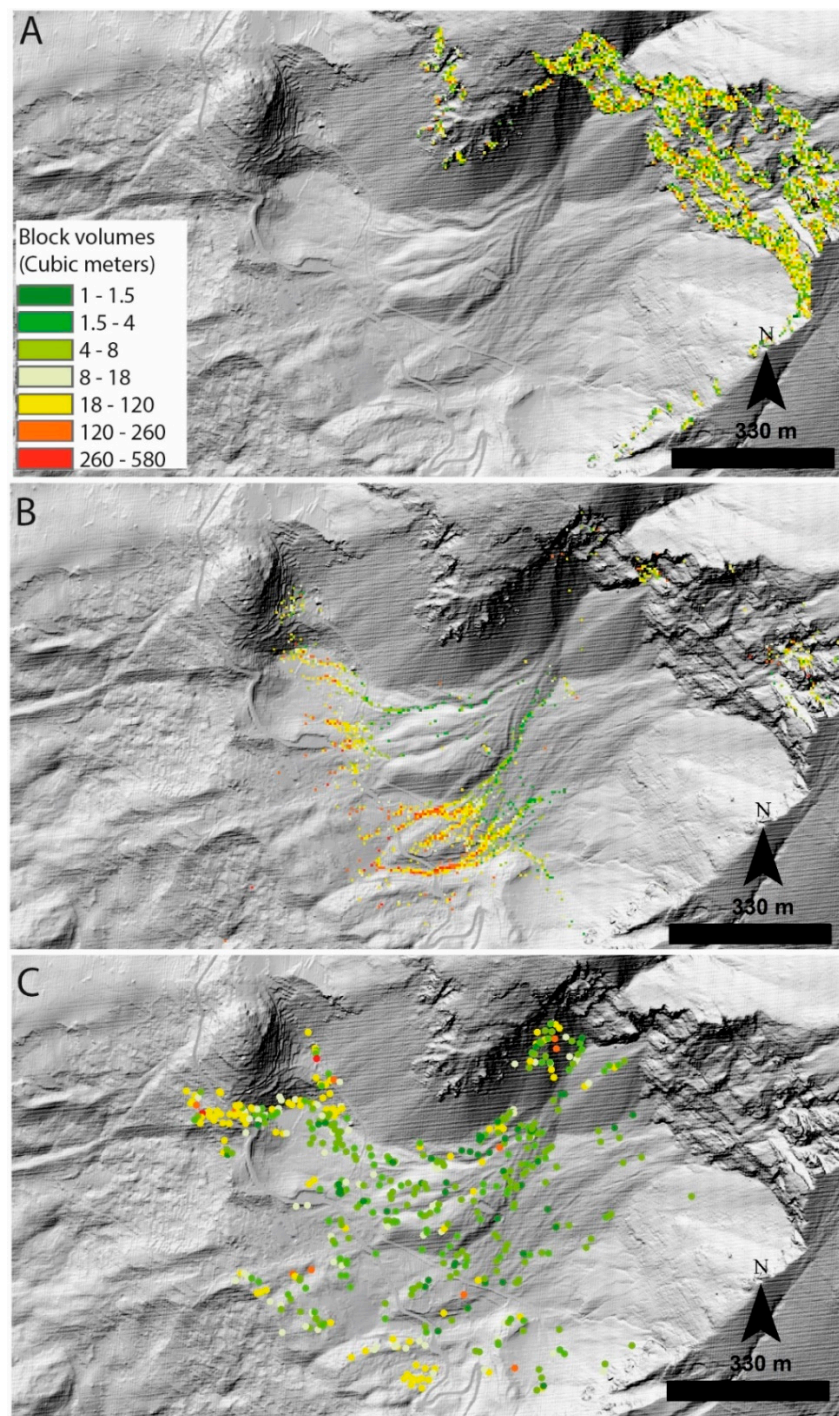 A
Block volumes
(Cubic meters)
1 - 1.5
1.5 - 4
4 - 8
8 - 18
18 - 120
120 - 260
260 - 580
N
330 m
B
N
330 m
C
N
330 m